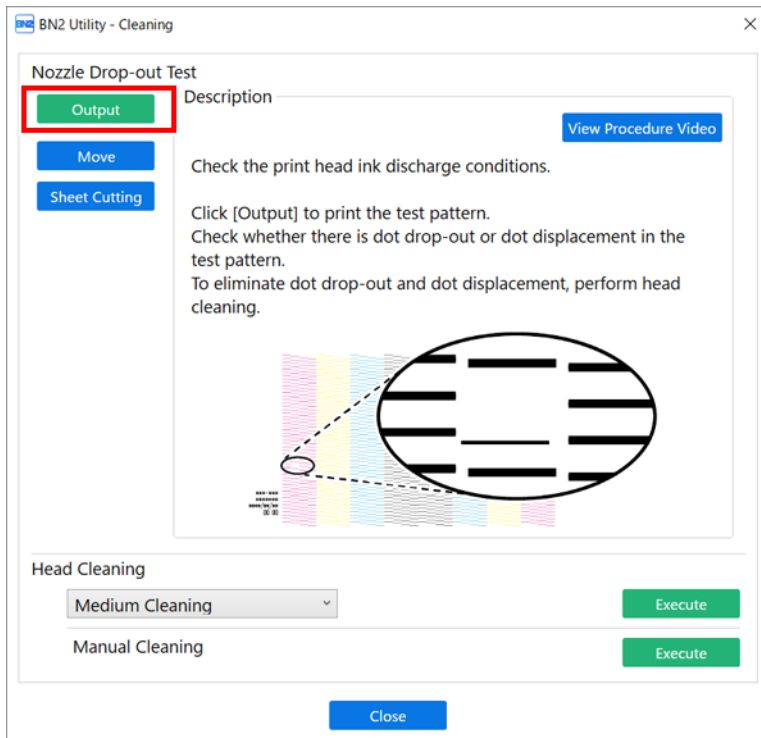 BN2 BN2 Utility - Cleaning
Nozzle Drop-out Test
Output
Description
View Procedure Video
Move
Check the print head ink discharge conditions.
Sheet Cutting
Click [Output] to print the test pattern.
Check whether there is dot drop-out or dot displacement in the
test pattern.
To eliminate dot drop-out and dot displacement, perform head
cleaning.
Head Cleaning
Medium Cleaning
Execute
Manual Cleaning
Execute
Close